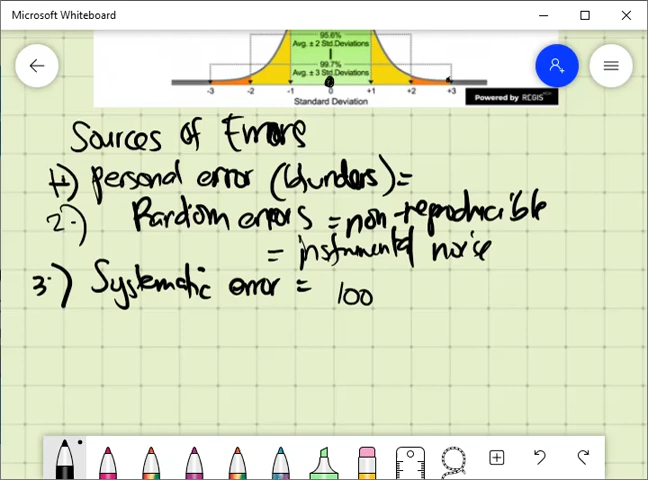 Microsoft Whiteboard
95.6%
Avg. ± 2 Std.Deviations
99.7%
Avg. ± 3 Std.Deviations
-3 -2 -1 0 +1 +2 +3
Standard Deviation
Powered by RCGIS
Sources of Errors
1) personal error (blunders) =
2.) Random errors = non-reproducible
= instrumental noise
3.) Systematic error = 100